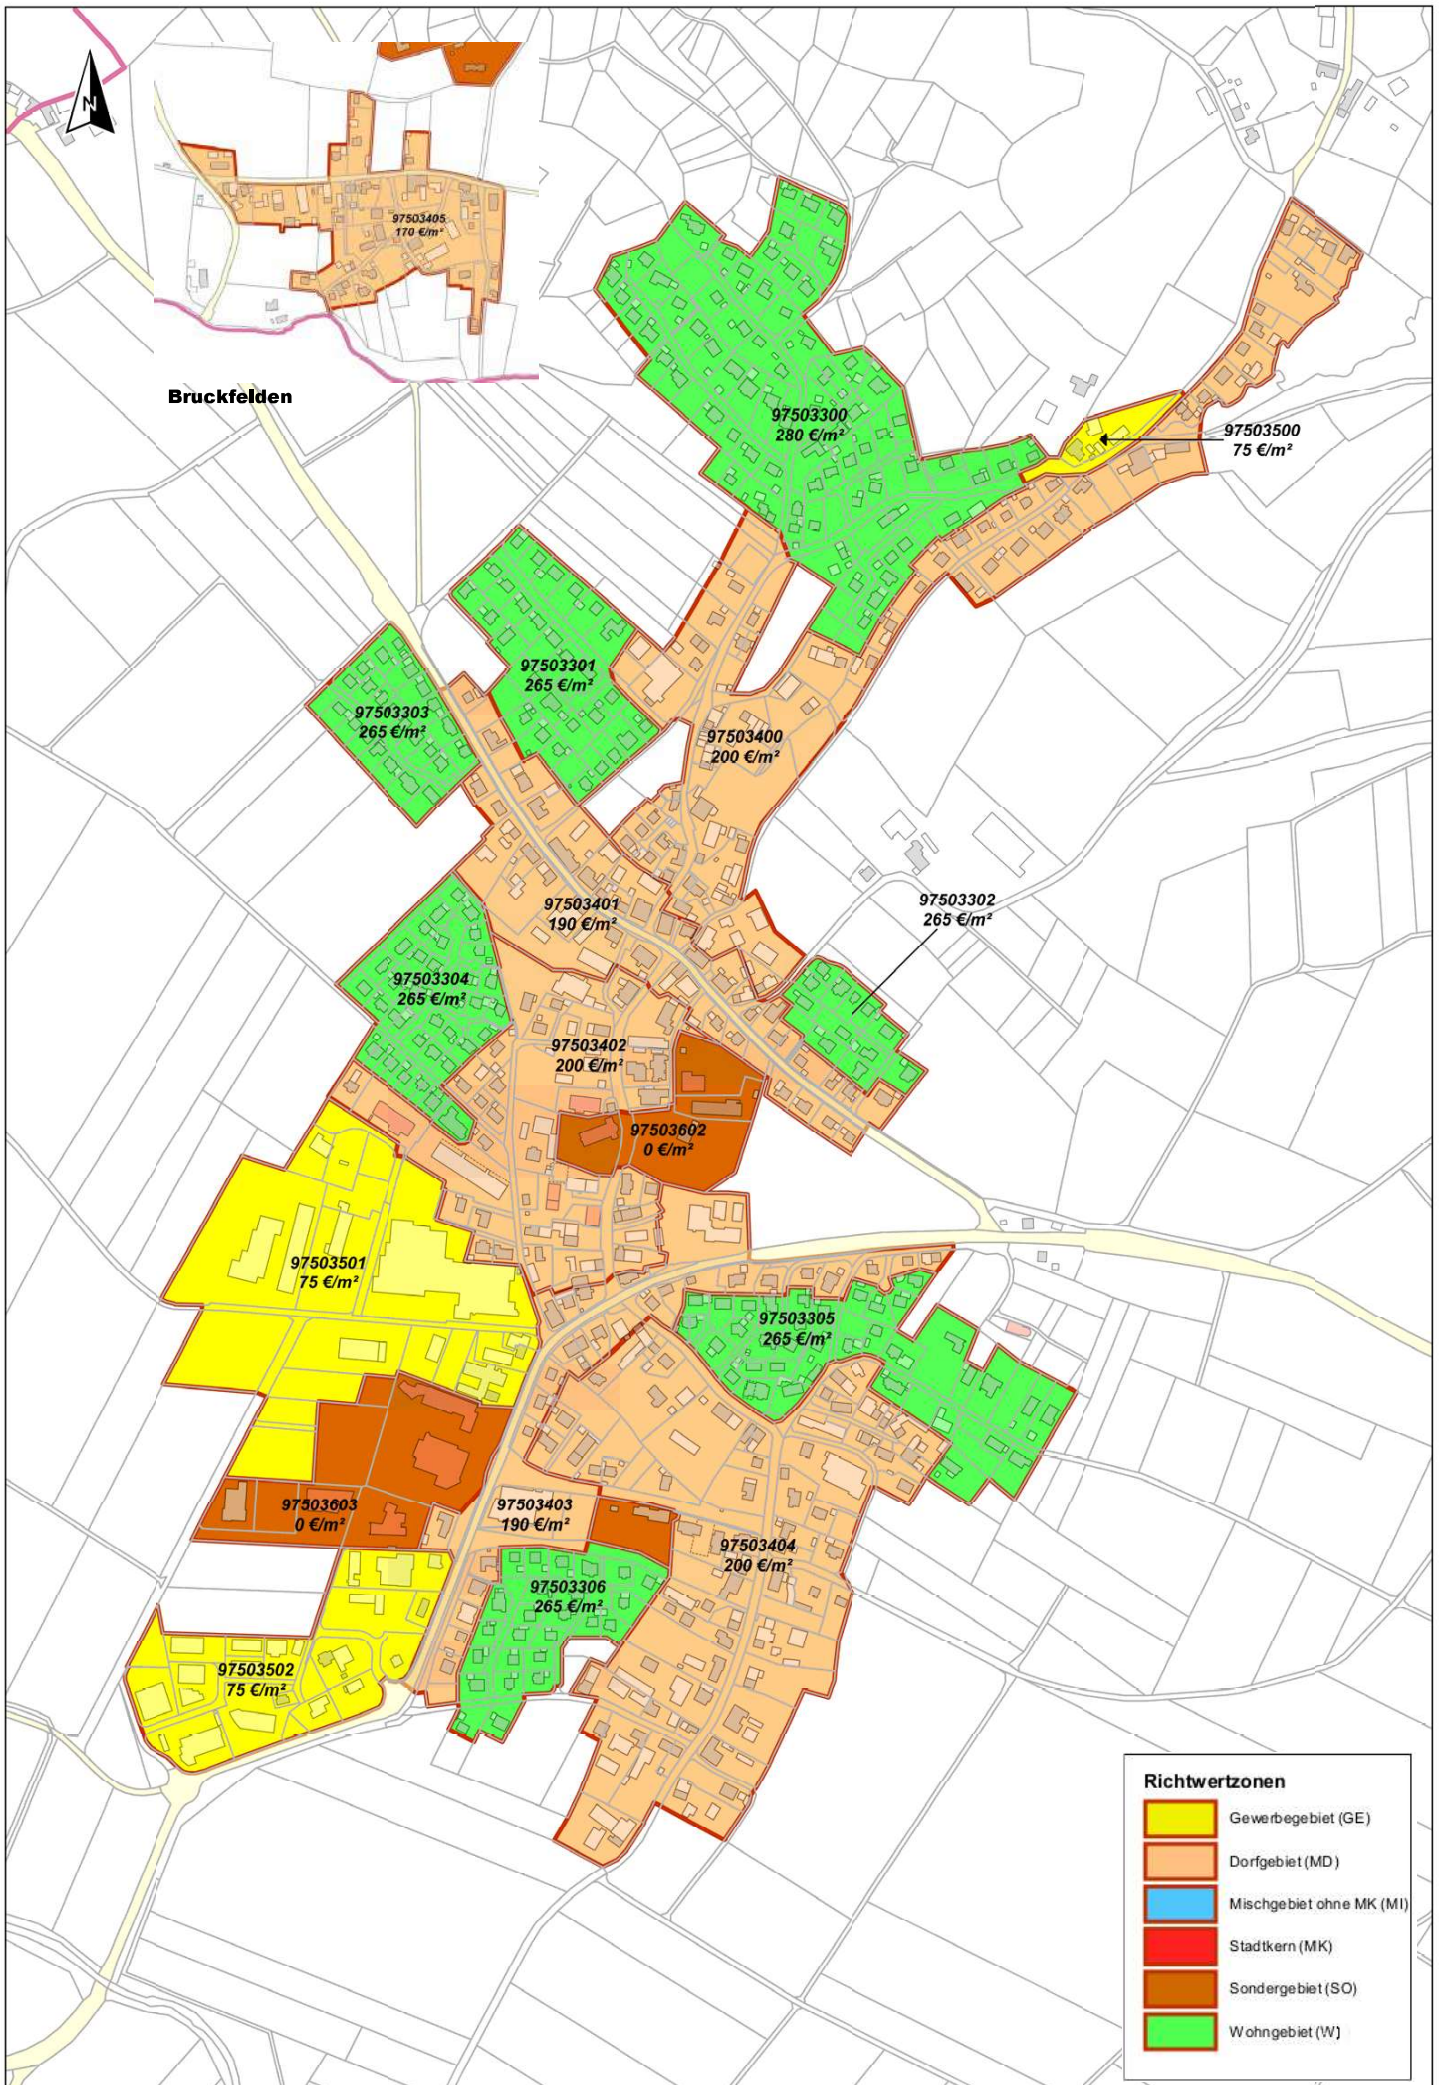 N
97503405
170 €/m²
Bruckfelden
97503300
280 €/m²
97503500
75 €/m²
97503301
265 €/m²
97503303
265 €/m²
97503400
200 €/m²
97503401
190 €/m²
97503302
265 €/m²
97503304
265 €/m²
97503402
200 €/m²
97503602
0 €/m²
97503501
75 €/m²
97503305
265 €/m²
97503603
0 €/m²
97503403
190 €/m²
97503404
200 €/m²
97503306
265 €/m²
97503502
75 €/m²
Richtwertzonen
Gewerbegebiet (GE)
Dorfgebiet (MD)
Mischgebiet ohne MK (MI)
Stadtkern (MK)
Sondergebiet (SO)
Wohngebiet (W)